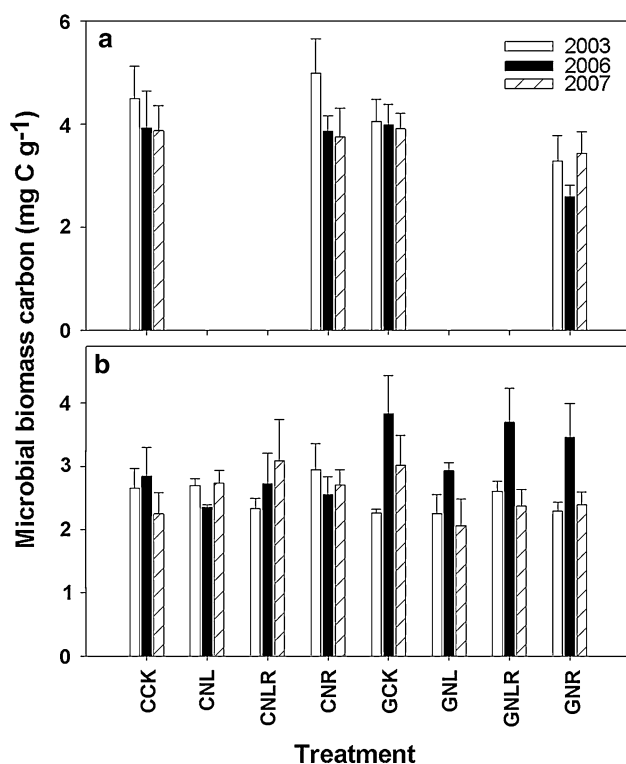 a
6
4
2
0
2003
2006
2007
b
4
3
2
1
0
Microbial biomass carbon (mg C g-1)
CCK
CNL
CNLR
CNR
GCK
GNL
GNLR
GNR
Treatment